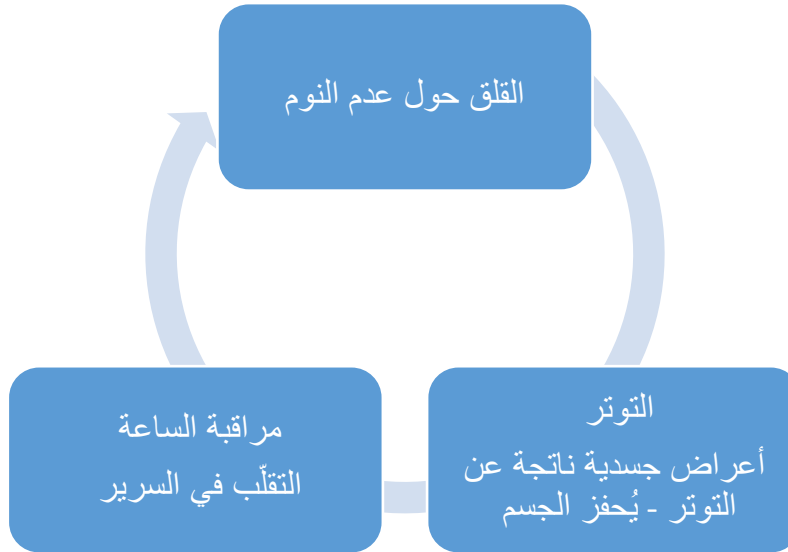 القلق حول عدم النوم
التوتر
أعراض جسدية ناتجة عن
التوتر - يُحفز الجسم
مراقبة الساعة
التقلّب في السرير